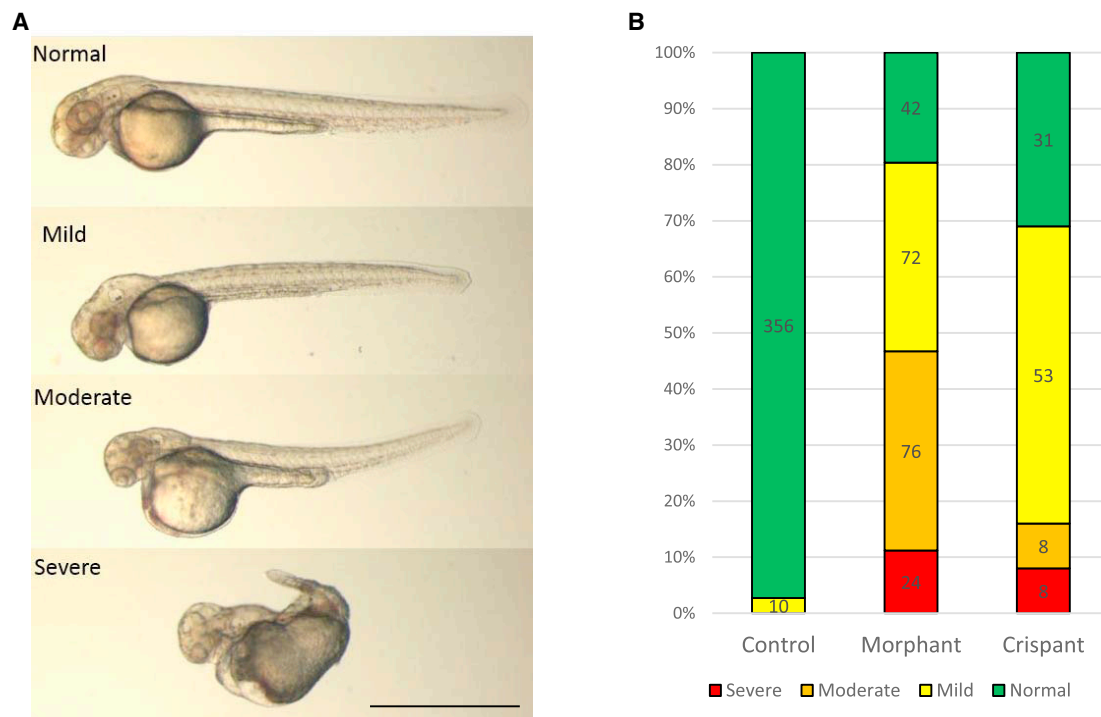 A
Normal
Mild
Moderate
Severe
B
100%
90%
80%
70%
60%
50%
40%
30%
20%
10%
0%
356
10
42
72
76
24
31
53
8
8
Control Morphant Crispant
Severe Moderate Mild Normal